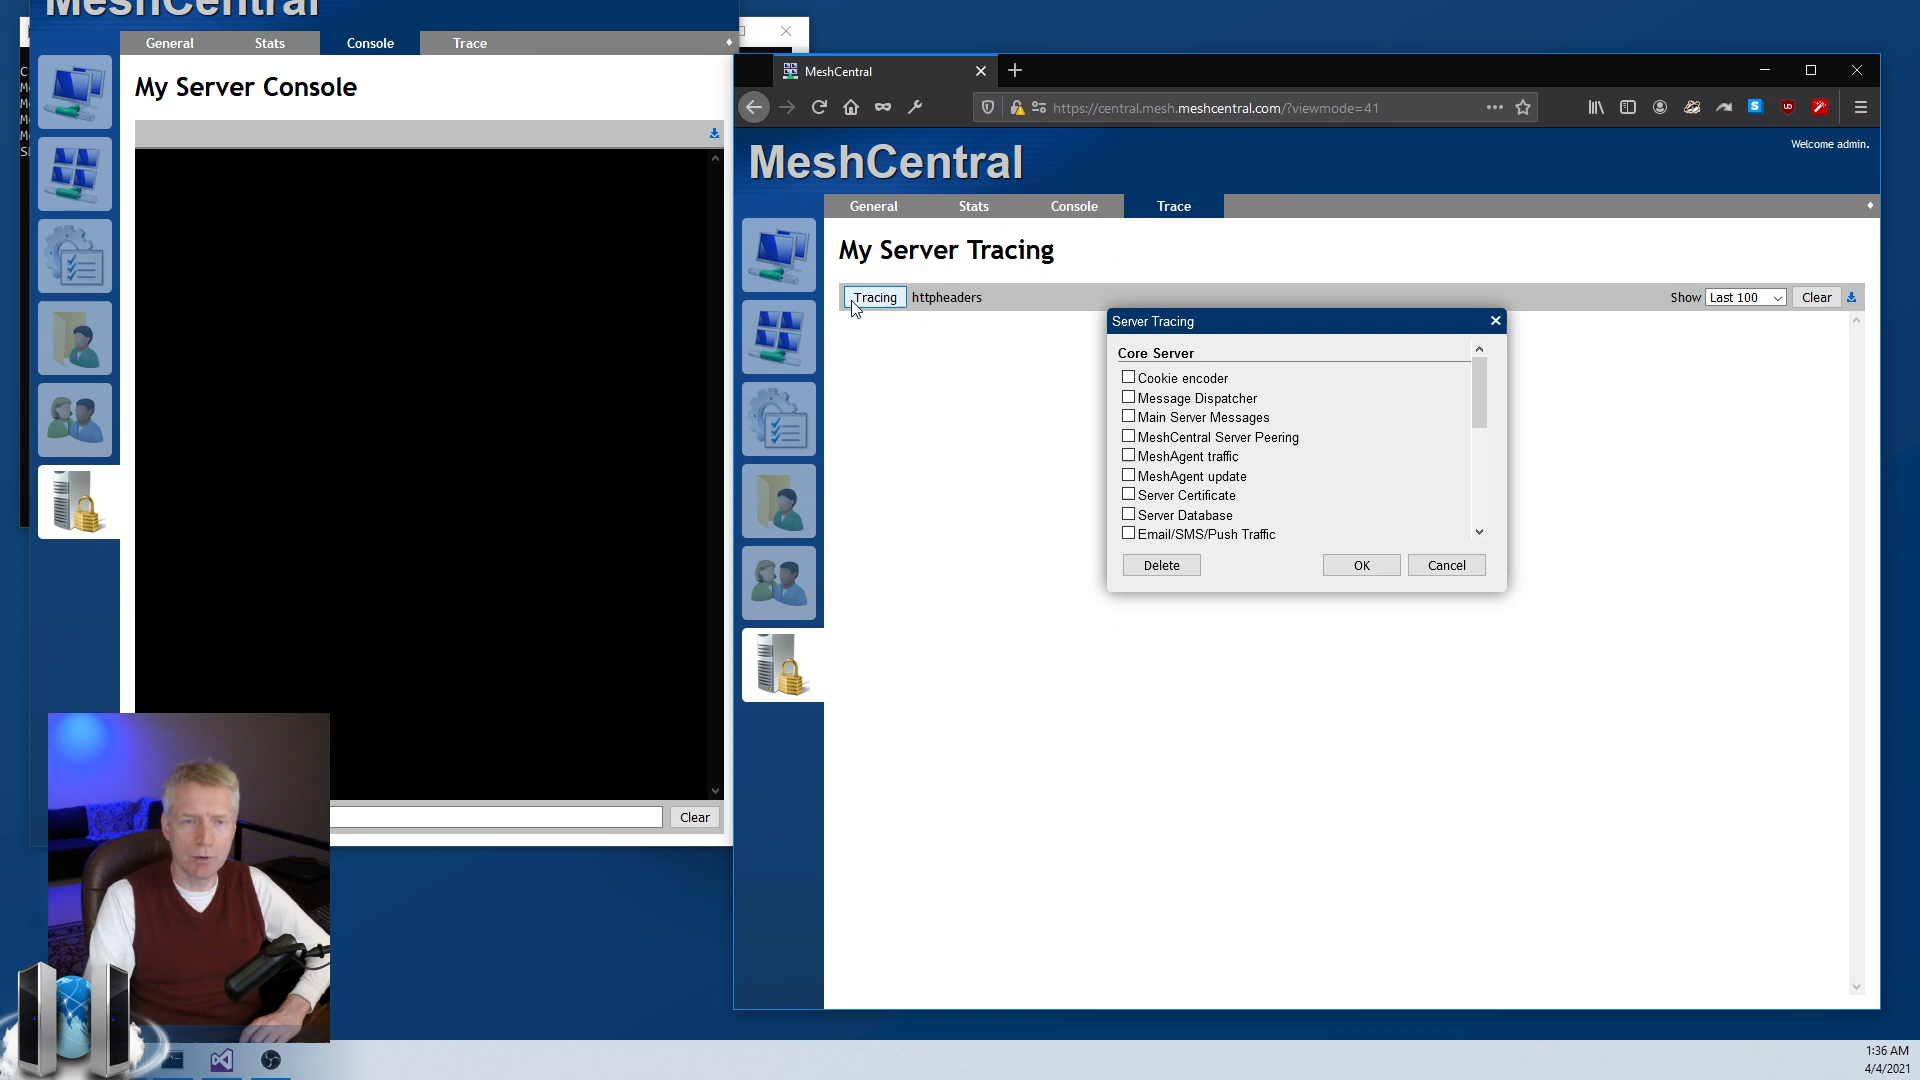 MeshCentral
General Stats Console Trace
My Server Console
Clear
MeshCentral
https://central.mesh.meshcentral.com/?viewmode=41
MeshCentral
Welcome admin.
General Stats Console Trace
My Server Tracing
Tracing httpheaders
Show Last 100 Clear
Server Tracing
Core Server
Cookie encoder
Message Dispatcher
Main Server Messages
MeshCentral Server Peering
MeshAgent traffic
MeshAgent update
Server Certificate
Server Database
Email/SMS/Push Traffic
Delete OK Cancel
1:36 AM
4/4/2021